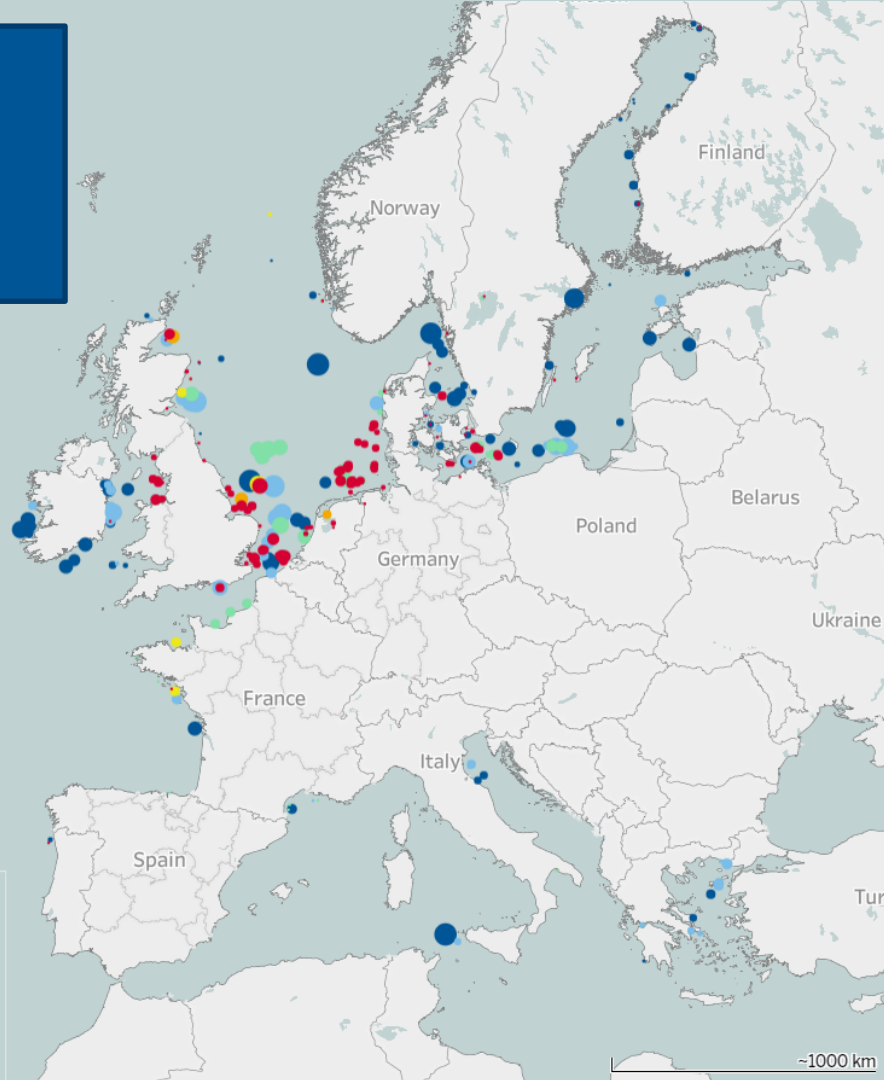 Finland
Norway
Belarus
Poland
Germany
Ukraine
France
Italy
Spain
Tur
~1000 km